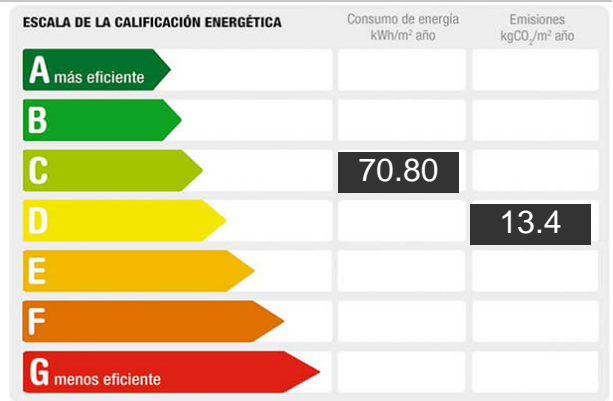 ESCALA DE LA CALIFICACIÓN ENERGÉTICA
Consumo de energía
kWh/m² año
Emisiones
kgCO₂/m² año
A más eficiente
B
C
70.80
D
13.4
E
F
G menos eficiente